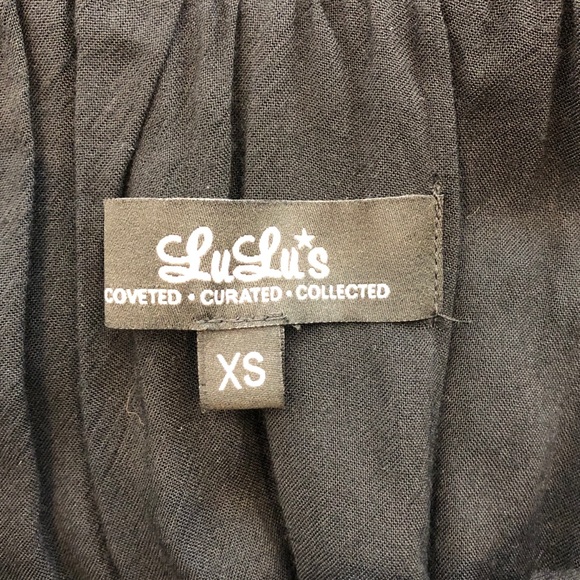 LuLu's
COVETED • CURATED • COLLECTED
XS